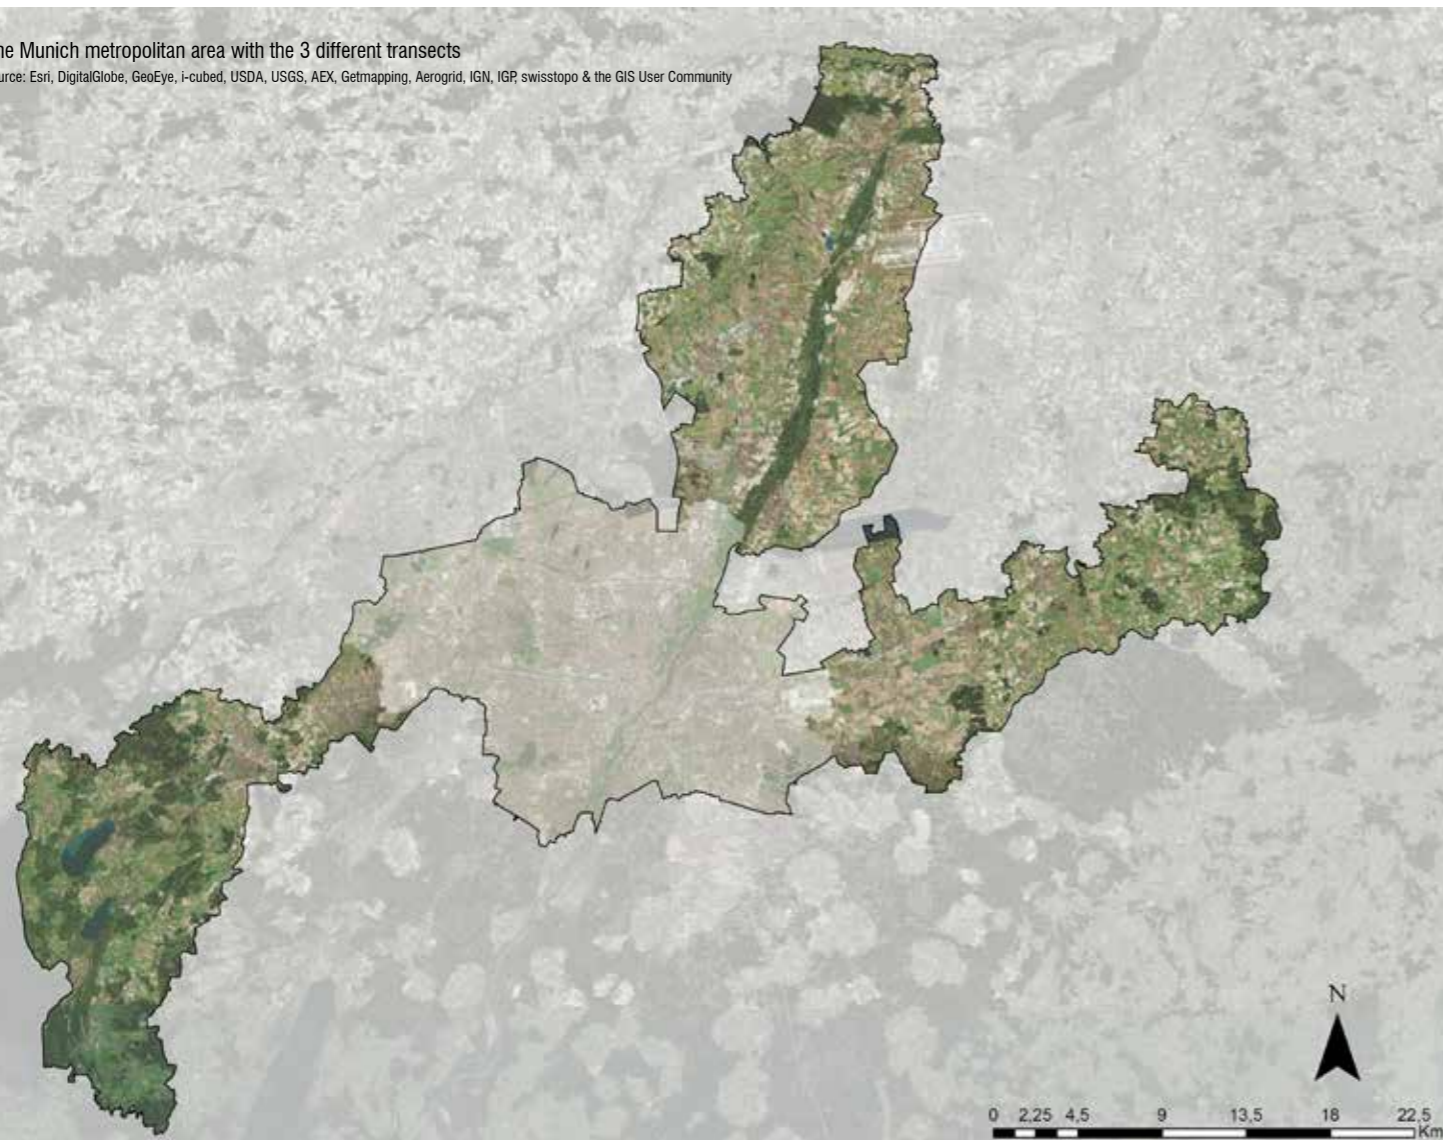 he Munich metropolitan area with the 3 different transects
urce: Esri, DigitalGlobe, GeoEye, i-cubed, USDA, USGS, AEX, Getmapping, Aerogrid, IGN, IGP, swisstopo & the GIS User Community
N
0 2,25 4,5 9 13,5 18 22,5
Km